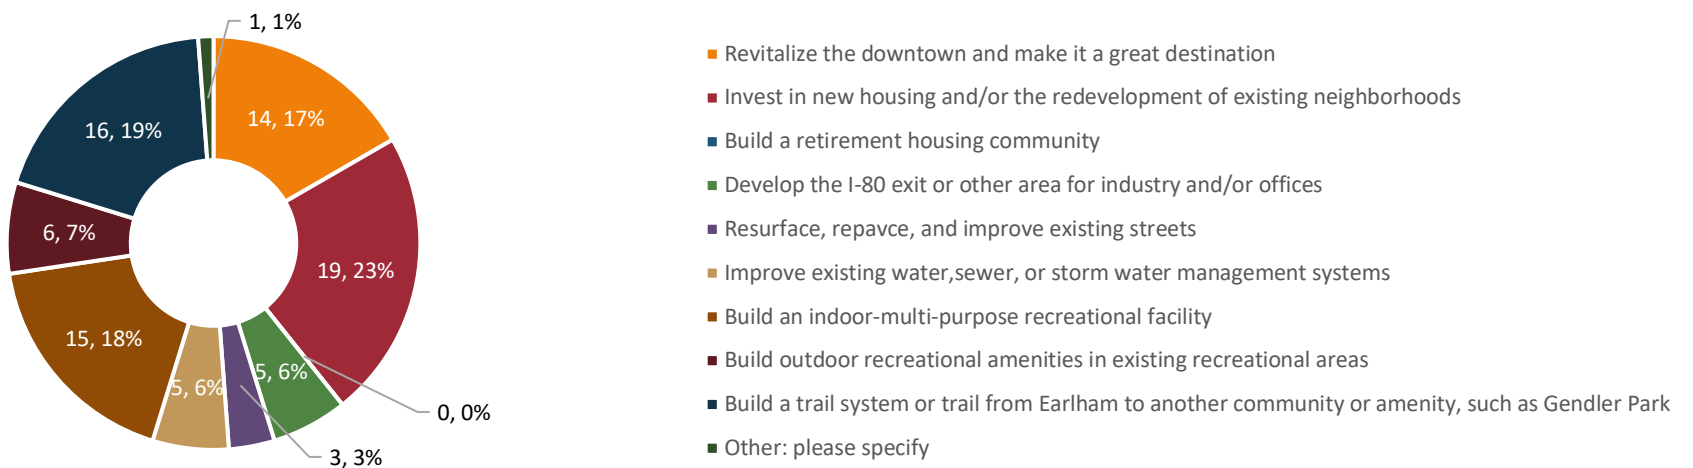 1, 1%
14, 17%
16, 19%
6, 7%
19, 23%
15, 18%
5, 6%
5, 6%
0, 0%
3, 3%
Revitalize the downtown and make it a great destination
Invest in new housing and/or the redevelopment of existing neighborhoods
Build a retirement housing community
Develop the I-80 exit or other area for industry and/or offices
Resurface, repavce, and improve existing streets
Improve existing water,sewer, or storm water management systems
Build an indoor-multi-purpose recreational facility
Build outdoor recreational amenities in existing recreational areas
Build a trail system or trail from Earlham to another community or amenity, such as Gendler Park
Other: please specify